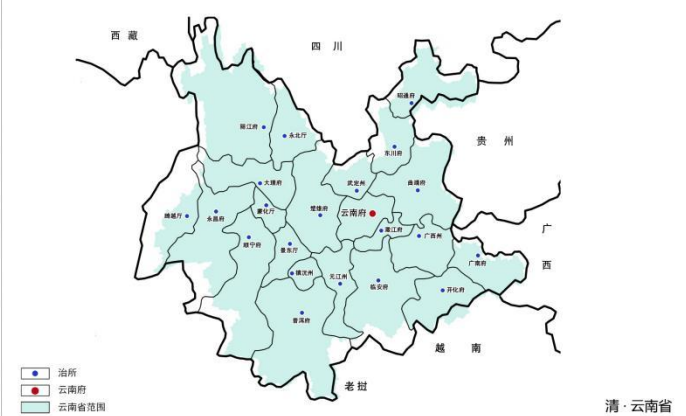 西 藏
四 川
昭通府
贵 州
丽江府
永北厅
东川府
大理府
武定州
曲靖府
蒙化厅
楚雄府
云南府
腾越厅
永昌府
澂江府
广西州
广 西
顺宁府
景东厅
广南府
镇沅州
元江州
临安府
开化府
普洱府
越 南
老 挝
治所
云南府
云南省范围
清·云南省